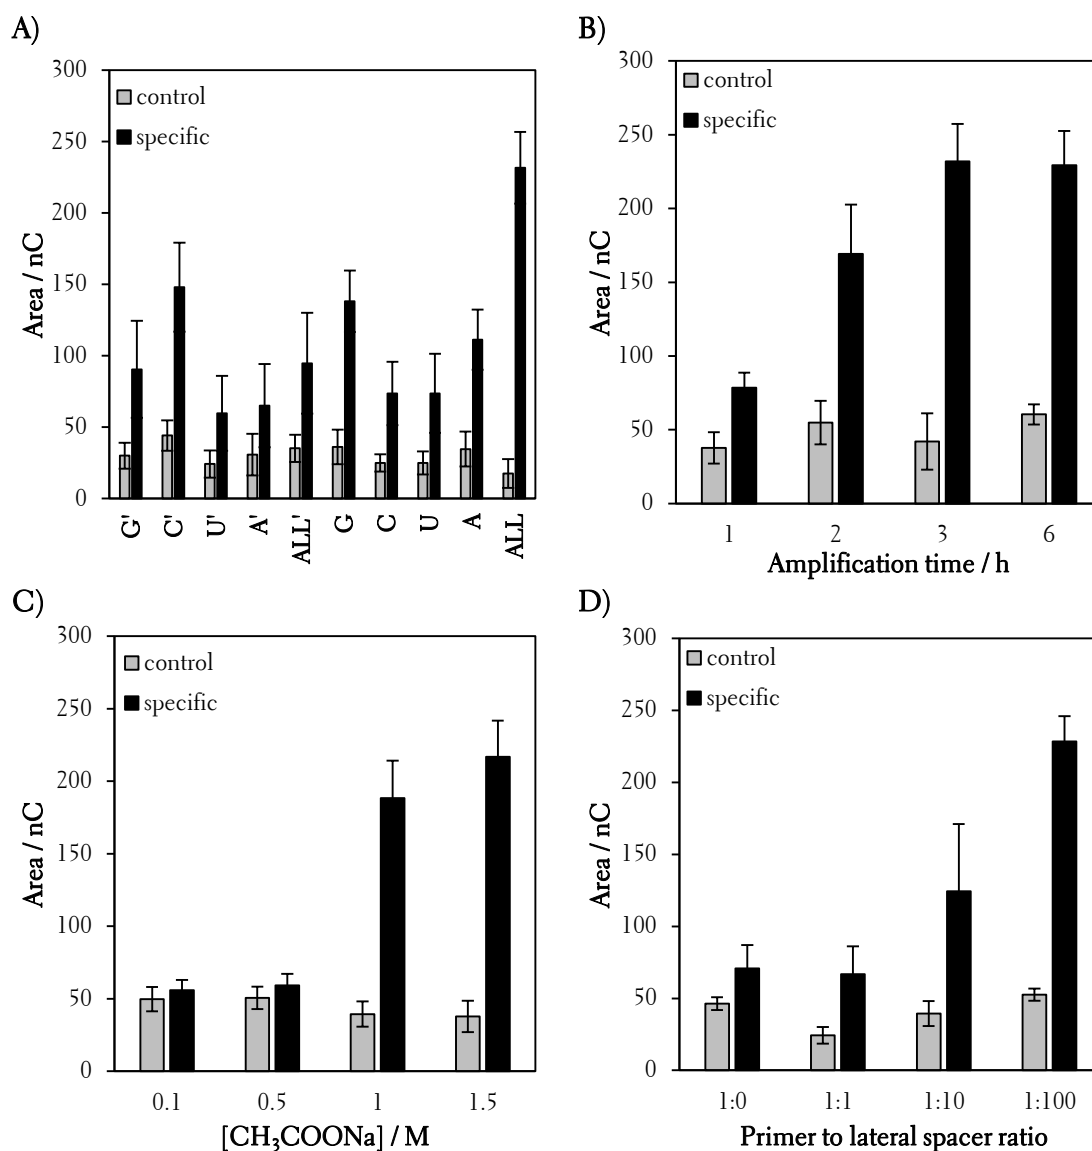 A)
300
250
200
150
100
50
0
Area / nC
control
specific
G' C' U' A' ALL' G C U A ALL
B)
300
250
200
150
100
50
0
Area / nC
control
specific
1 2 3 6
Amplification time / h
C)
300
250
200
150
100
50
0
Area / nC
control
specific
0.1 0.5 1 1.5
[CH₃COONa] / M
D)
300
250
200
150
100
50
0
Area / nC
control
specific
1:0 1:1 1:10 1:100
Primer to lateral spacer ratio